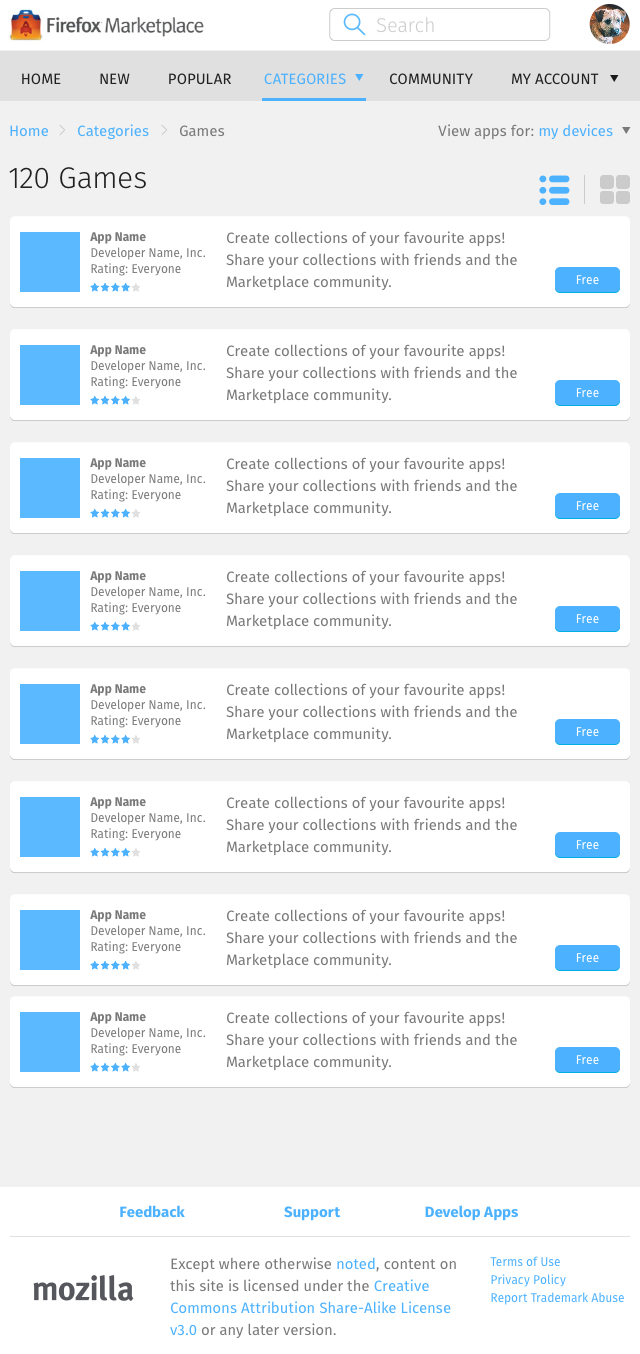 Firefox Marketplace
Search
HOME NEW POPULAR CATEGORIES COMMUNITY MY ACCOUNT
Home Categories Games
View apps for: my devices
120 Games
App Name
Developer Name, Inc.
Rating: Everyone
Create collections of your favourite apps!
Share your collections with friends and the
Marketplace community.
Free
App Name
Developer Name, Inc.
Rating: Everyone
Create collections of your favourite apps!
Share your collections with friends and the
Marketplace community.
Free
App Name
Developer Name, Inc.
Rating: Everyone
Create collections of your favourite apps!
Share your collections with friends and the
Marketplace community.
Free
App Name
Developer Name, Inc.
Rating: Everyone
Create collections of your favourite apps!
Share your collections with friends and the
Marketplace community.
Free
App Name
Developer Name, Inc.
Rating: Everyone
Create collections of your favourite apps!
Share your collections with friends and the
Marketplace community.
Free
App Name
Developer Name, Inc.
Rating: Everyone
Create collections of your favourite apps!
Share your collections with friends and the
Marketplace community.
Free
App Name
Developer Name, Inc.
Rating: Everyone
Create collections of your favourite apps!
Share your collections with friends and the
Marketplace community.
Free
App Name
Developer Name, Inc.
Rating: Everyone
Create collections of your favourite apps!
Share your collections with friends and the
Marketplace community.
Free
Feedback Support Develop Apps
mozilla
Except where otherwise noted, content on
this site is licensed under the Creative
Commons Attribution Share-Alike License
v3.0 or any later version.
Terms of Use
Privacy Policy
Report Trademark Abuse